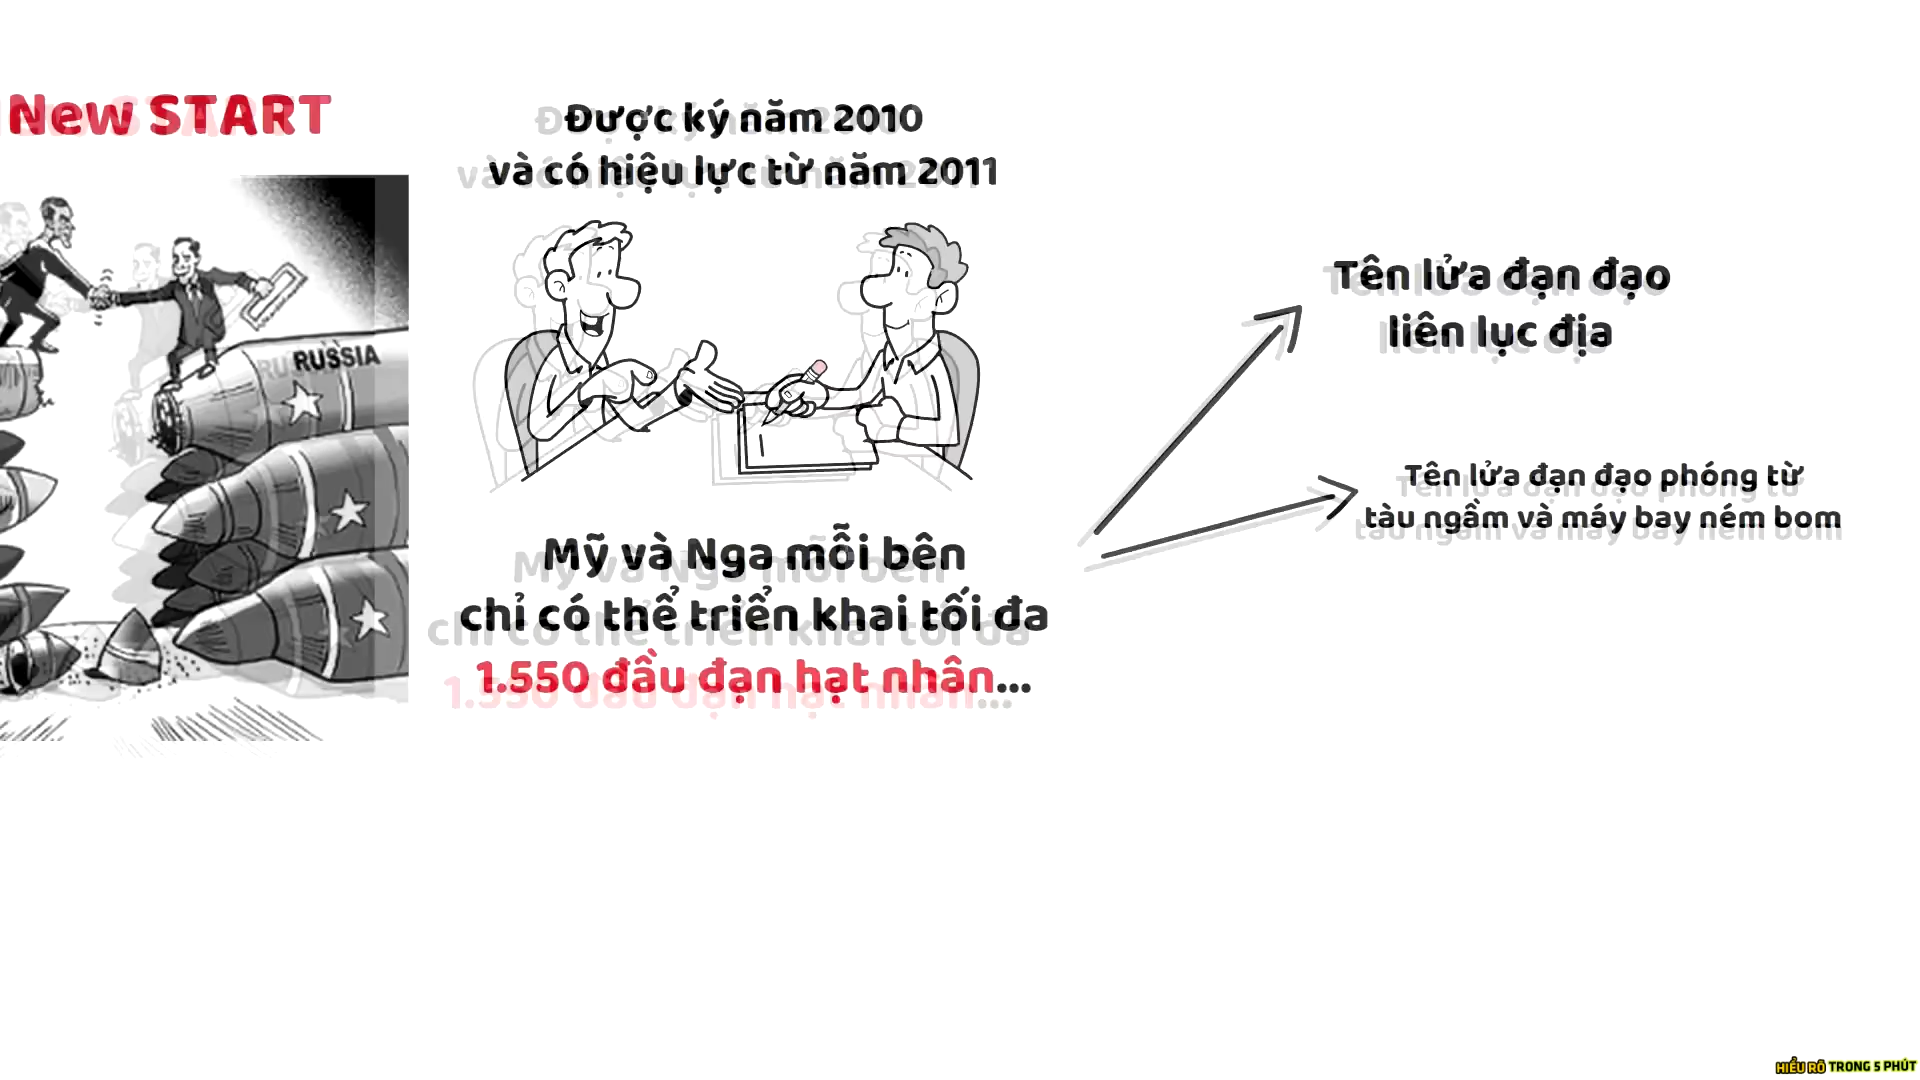 New START
Được ký năm 2010
và có hiệu lực từ năm 2011
RUSSIA
Mỹ và Nga mỗi bên
chỉ có thể triển khai tối đa
1.550 đầu đạn hạt nhân...
Tên lửa đạn đạo
liên lục địa
Tên lửa đạn đạo phóng từ
tàu ngầm và máy bay ném bom
HIỂU RÕ TRONG 5 PHÚT